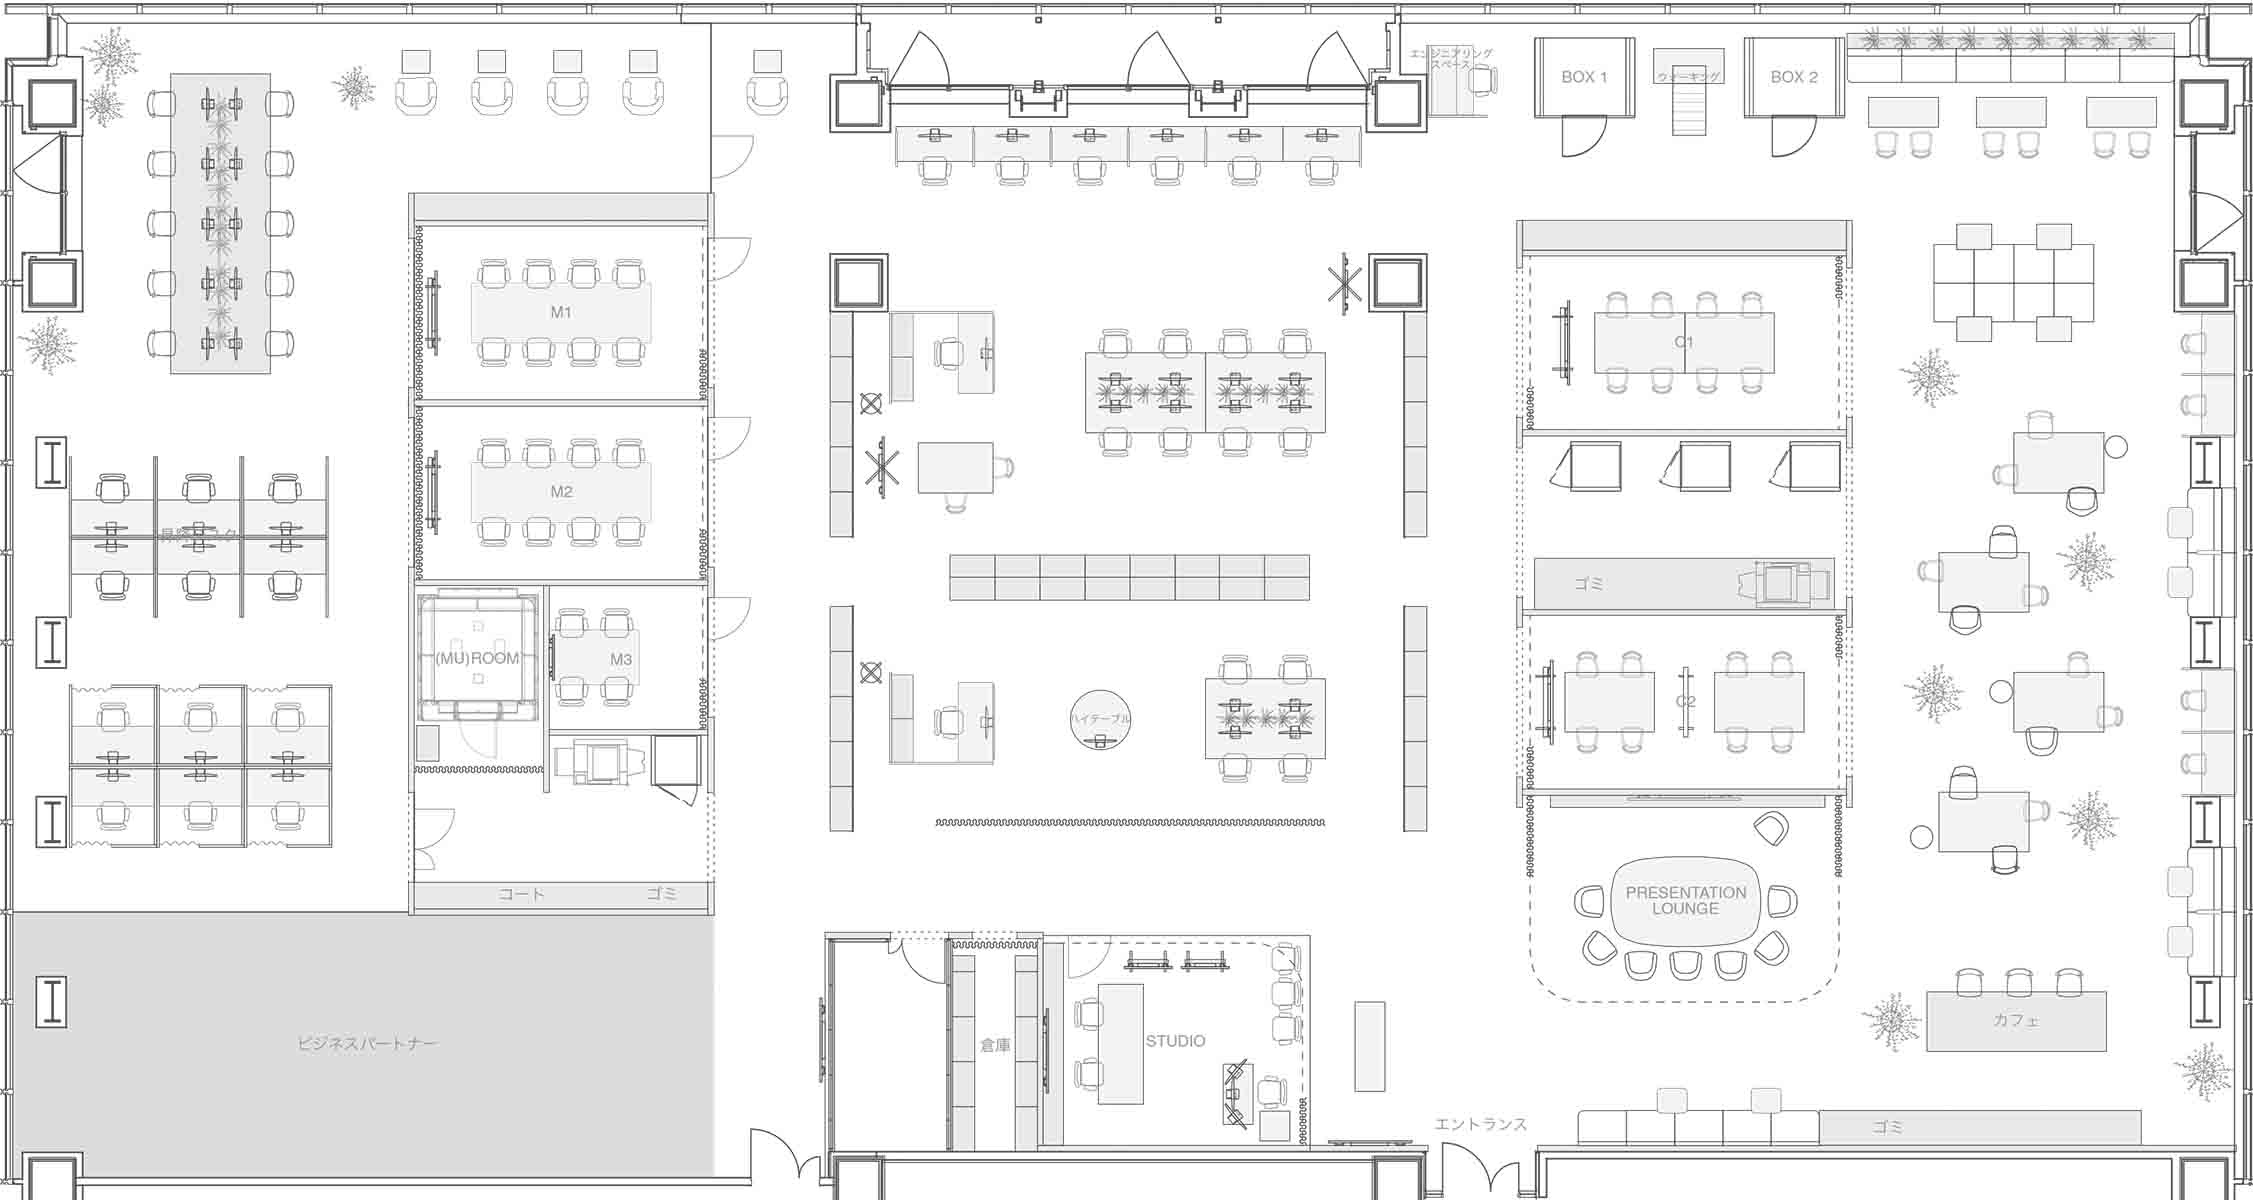 エンジニアリング
スペース
BOX 1
ウォーキング
BOX 2
M1
C1
M2
ゴミ
(MU)ROOM
M3
C2
ハイテーブル
コート
ゴミ
PRESENTATION
LOUNGE
カフェ
ビジネスパートナー
倉庫
STUDIO
エントランス
ゴミ